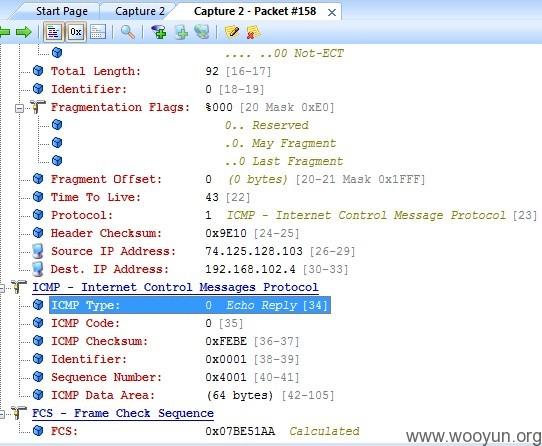 Start Page Capture 2 Capture 2 - Packet #158 ×
0x
.... ..00 Not-ECT
Total Length: 92 [16-17]
Identifier: 0 [18-19]
Fragmentation Flags: %000 [20 Mask 0xE0]
0.. Reserved
.0. May Fragment
..0 Last Fragment
Fragment Offset: 0 (0 bytes) [20-21 Mask 0x1FFF]
Time To Live: 43 [22]
Protocol: 1 ICMP - Internet Control Message Protocol [23]
Header Checksum: 0x9E10 [24-25]
Source IP Address: 74.125.128.103 [26-29]
Dest. IP Address: 192.168.102.4 [30-33]
ICMP - Internet Control Messages Protocol
ICMP Type: 0 Echo Reply [34]
ICMP Code: 0 [35]
ICMP Checksum: 0xFEBE [36-37]
Identifier: 0x0001 [38-39]
Sequence Number: 0x4001 [40-41]
ICMP Data Area: (64 bytes) [42-105]
FCS - Frame Check Sequence
FCS: 0x07BE51AA Calculated
www.wooyun.org